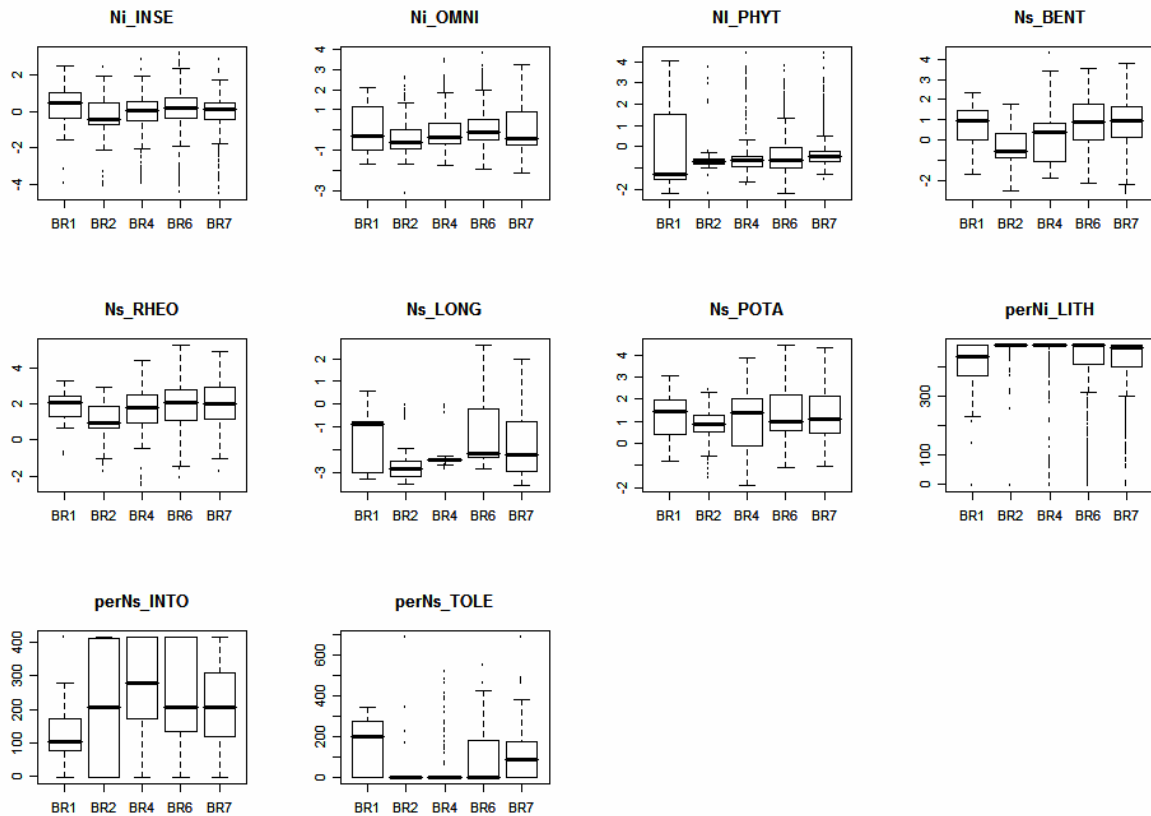 Ni_INSE
2
0
-2
-4
BR1 BR2 BR4 BR6 BR7
Ni_OMNI
4
3
2
1
-1
-3
BR1 BR2 BR4 BR6 BR7
NI_PHYT
4
3
2
1
0
-2
BR1 BR2 BR4 BR6 BR7
Ns_BENT
4
3
2
1
0
-2
BR1 BR2 BR4 BR6 BR7
Ns_RHEO
4
2
0
-2
BR1 BR2 BR4 BR6 BR7
Ns_LONG
2
1
0
-1
-3
BR1 BR2 BR4 BR6 BR7
Ns_POTA
4
3
2
1
0
-2
BR1 BR2 BR4 BR6 BR7
perNi_LITH
300
100
0
BR1 BR2 BR4 BR6 BR7
perNs_INTO
400
300
200
100
0
BR1 BR2 BR4 BR6 BR7
perNs_TOLE
600
400
200
0
BR1 BR2 BR4 BR6 BR7